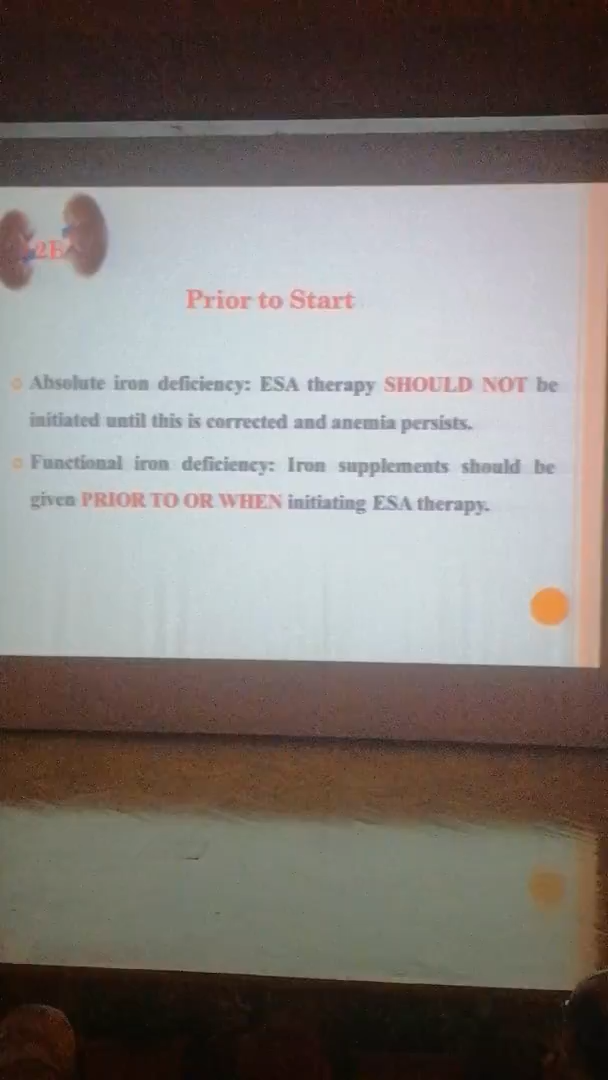 Prior to Start
Absolute iron deficiency: ESA therapy SHOULD NOT be
initiated until this is corrected and anemia persists.
Functional iron deficiency: Iron supplements should be
given PRIOR TO OR WHEN initiating ESA therapy.